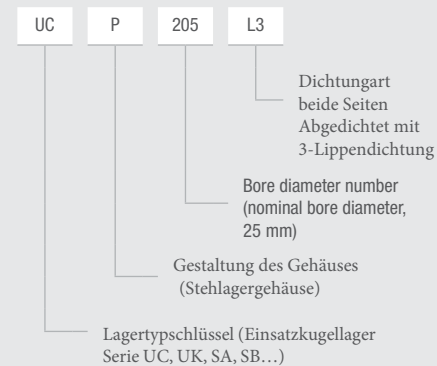 UC P 205 L3
Dichtungart
beide Seiten
Abgedichtet mit
3-Lippendichtung
Bore diameter number
(nominal bore diameter,
25 mm)
Gestaltung des Gehäuses
(Stehlagergehäuse)
Lagertypschlüssel (Einsatzkugellager
Serie UC, UK, SA, SB…)